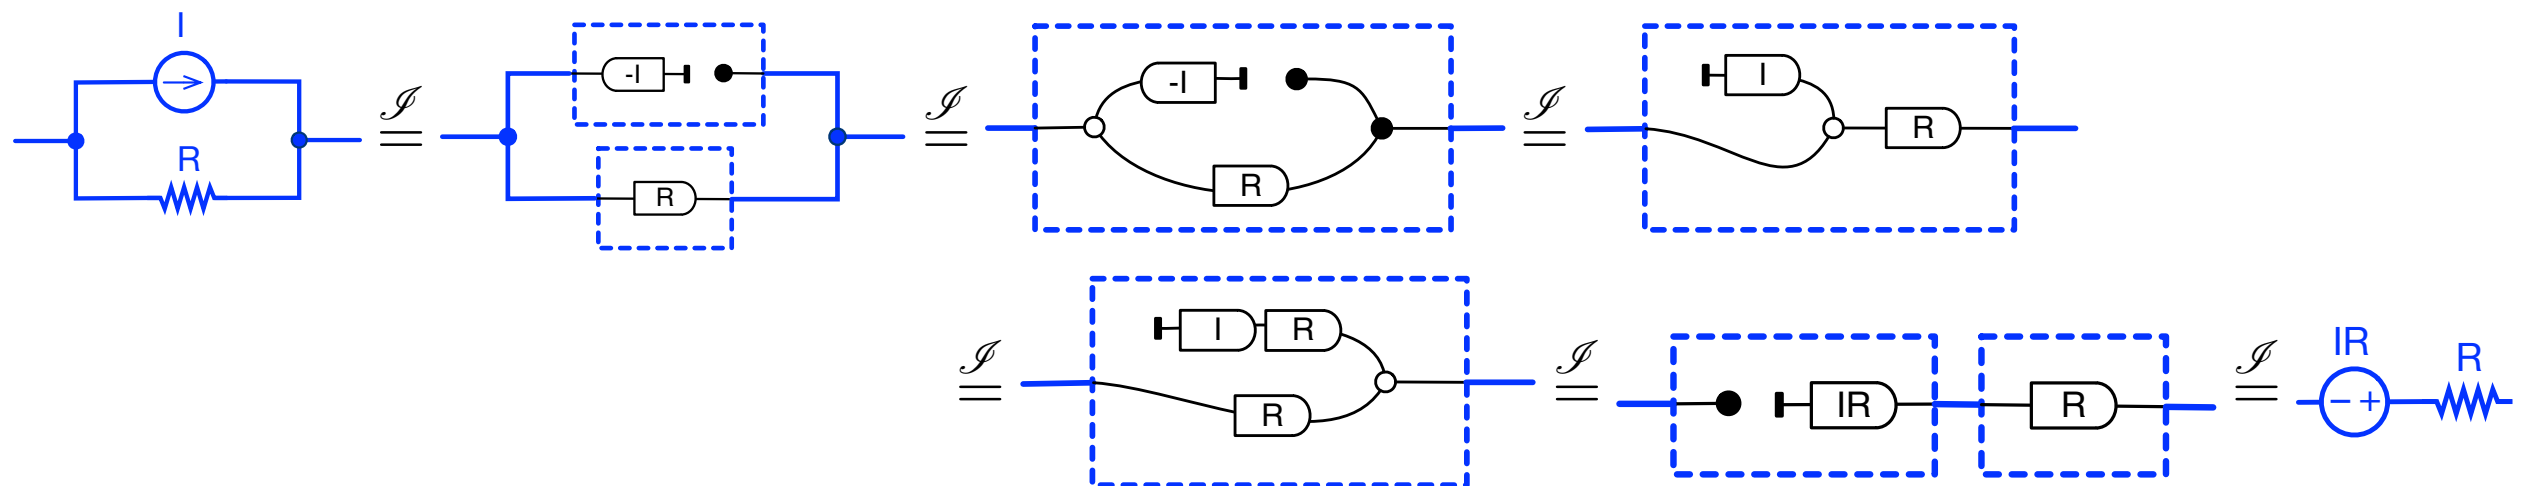 I
R
-I
R
ℐ
=
ℐ
=
-I
R
ℐ
=
I
R
ℐ
=
I R
R
ℐ
=
IR
R
ℐ
=
IR
− +
R